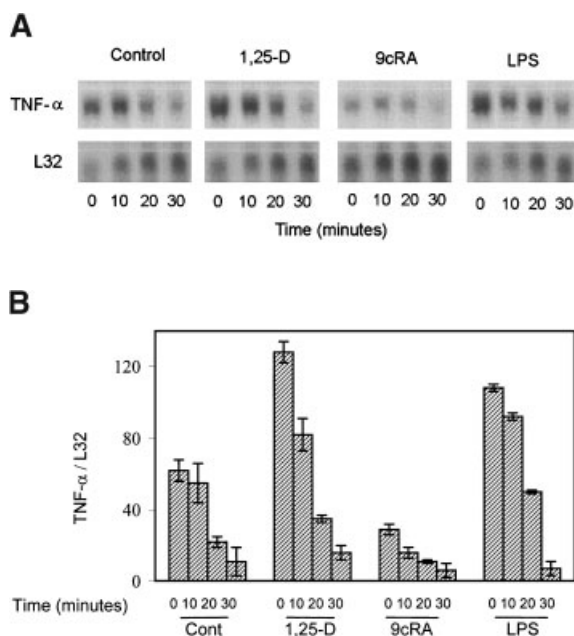 A
Control 1,25-D 9cRA LPS
TNF-α
L32
0 10 20 30 0 10 20 30 0 10 20 30 0 10 20 30
Time (minutes)
B
120
80
40
0
TNF-α / L32
Time (minutes) 0 10 20 30 0 10 20 30 0 10 20 30 0 10 20 30
Cont 1,25-D 9cRA LPS